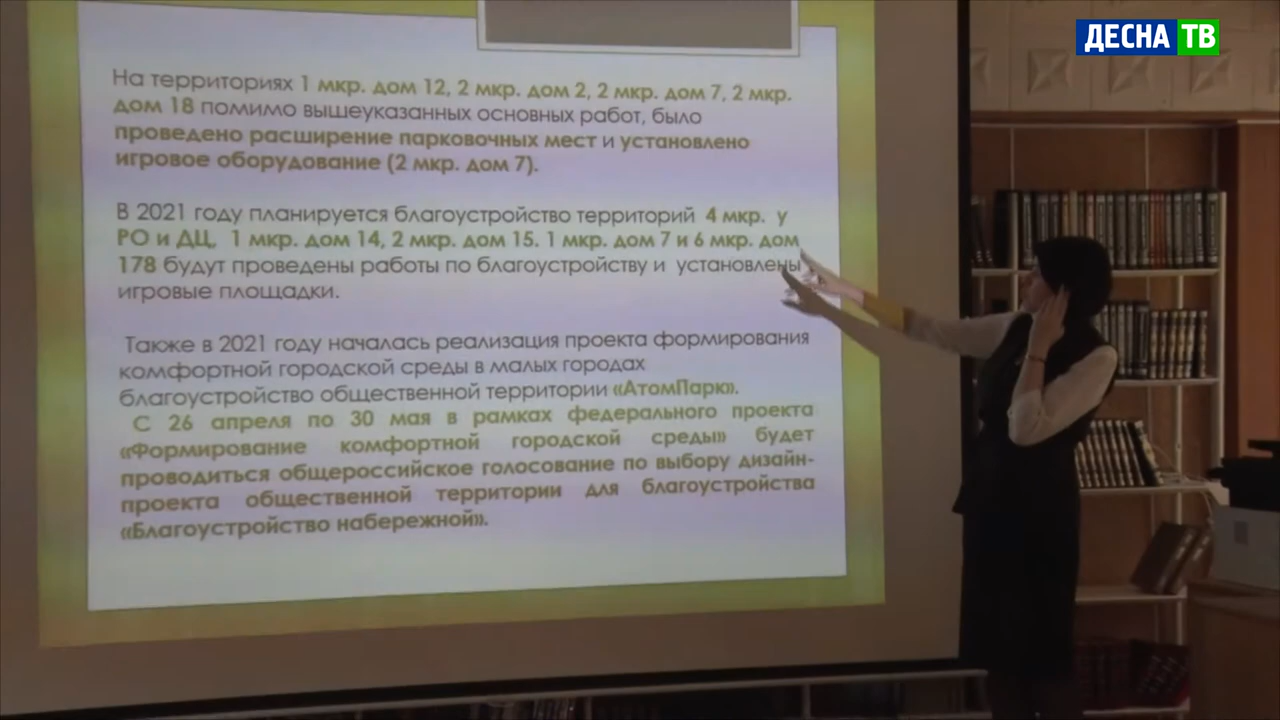 ДЕСНА ТВ
На территориях 1 мкр. дом 12, 2 мкр. дом 2, 2 мкр. дом 7, 2 мкр.
дом 18 помимо вышеуказанных основных работ, было
проведено расширение парковочных мест и установлено
игровое оборудование (2 мкр. дом 7).
В 2021 году планируется благоустройство территорий 4 мкр. у
РО и ДЦ, 1 мкр. дом 14, 2 мкр. дом 15. 1 мкр. дом 7 и 6 мкр. дом
178 будут проведены работы по благоустройству и установлены
игровые площадки.
Также в 2021 году началась реализация проекта формирования
комфортной городской среды в малых городах
благоустройство общественной территории «АтомПарк».
С 26 апреля по 30 мая в рамках федерального проекта
«Формирование комфортной городской среды» будет
проводиться общероссийское голосование по выбору дизайн-
проекта общественной территории для благоустройства
«Благоустройство набережной».